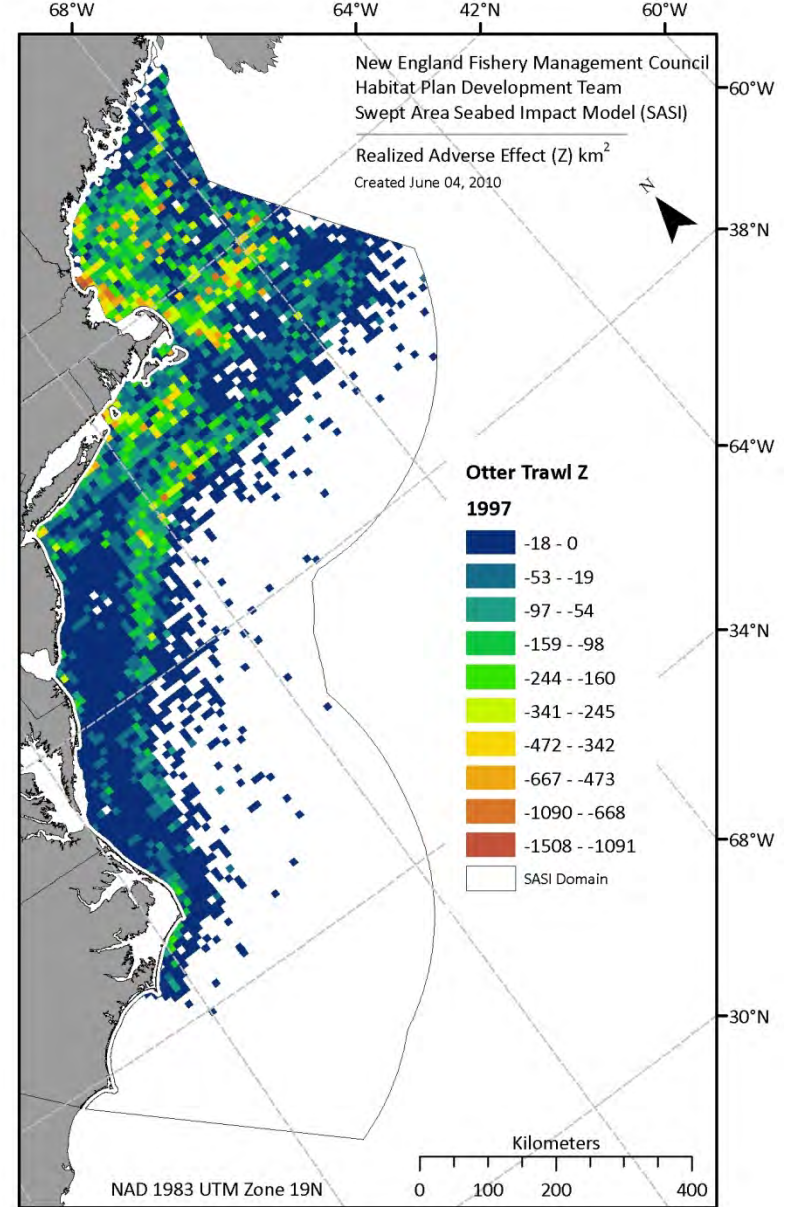 68°W 64°W 42°N 60°W
New England Fishery Management Council
Habitat Plan Development Team
Swept Area Seabed Impact Model (SASI)
Realized Adverse Effect (Z) km²
Created June 04, 2010
N
60°W
38°N
64°W
34°N
68°W
30°N
Otter Trawl Z
1997
-18 - 0
-53 - -19
-97 - -54
-159 - -98
-244 - -160
-341 - -245
-472 - -342
-667 - -473
-1090 - -668
-1508 - -1091
SASI Domain
Kilometers
0 100 200 400
NAD 1983 UTM Zone 19N